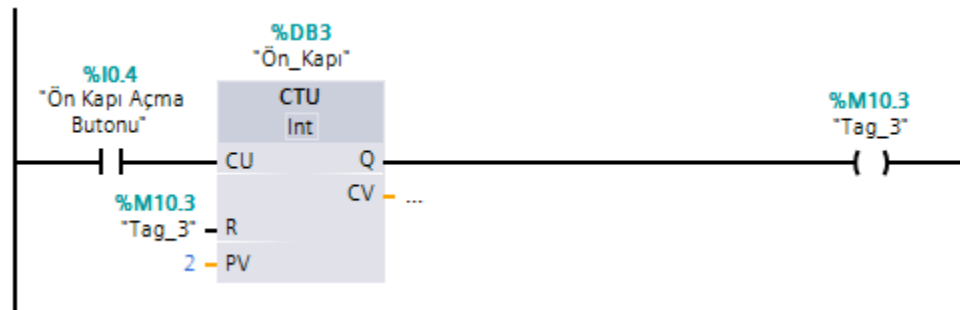 %DB3
"Ön_Kapı"
%I0.4
"Ön Kapı Açma
Butonu"
CTU
Int
%M10.3
"Tag_3"
CU
Q
CV
...
%M10.3
"Tag_3"
R
2
PV